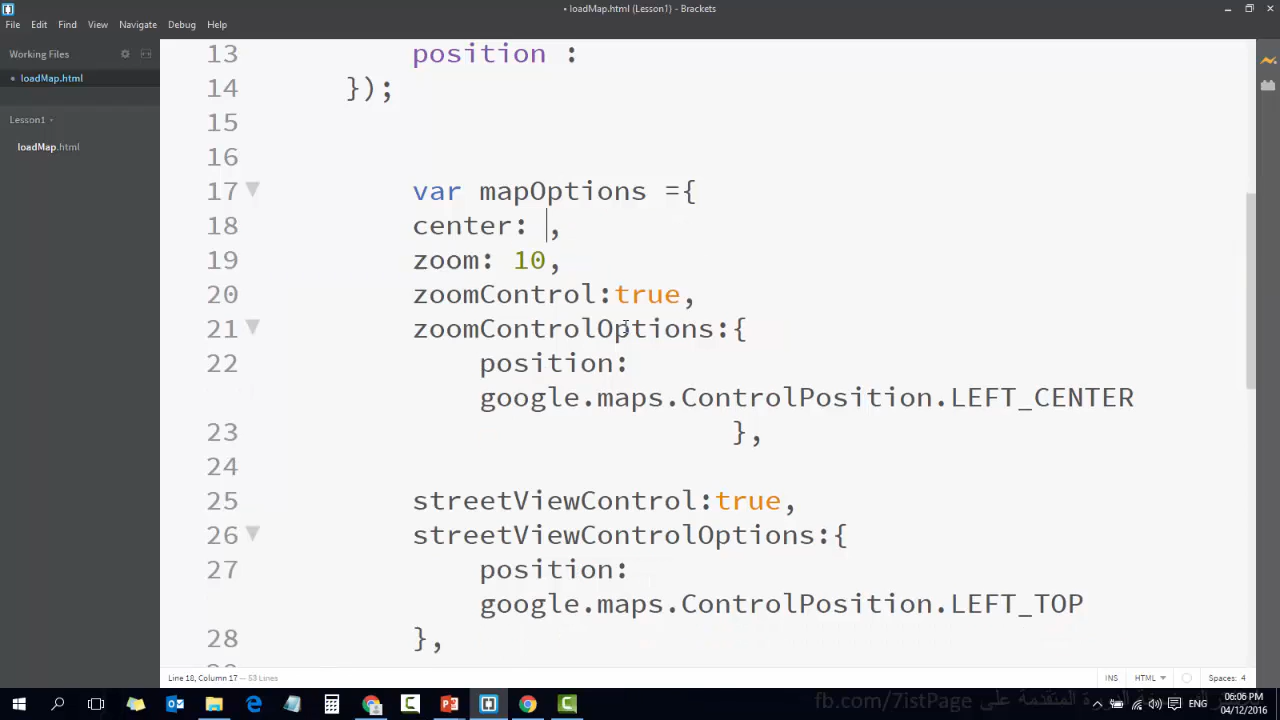 • loadMap.html (Lesson1) - Brackets
File Edit Find View Navigate Debug Help
Working Files
• loadMap.html
Lesson1
loadMap.html
13 position :
14 });
15
16
17 var mapOptions ={
18 center: ,
19 zoom: 10,
20 zoomControl:true,
21 zoomControlOptions:{
22 position:
google.maps.ControlPosition.LEFT_CENTER
23 },
24
25 streetViewControl:true,
26 streetViewControlOptions:{
27 position:
google.maps.ControlPosition.LEFT_TOP
28 },
Line 18, Column 17 — 53 Lines
INS HTML Spaces: 4
fb.com/7istPage على المتقدمة
ENG
06:06 PM
04/12/2016